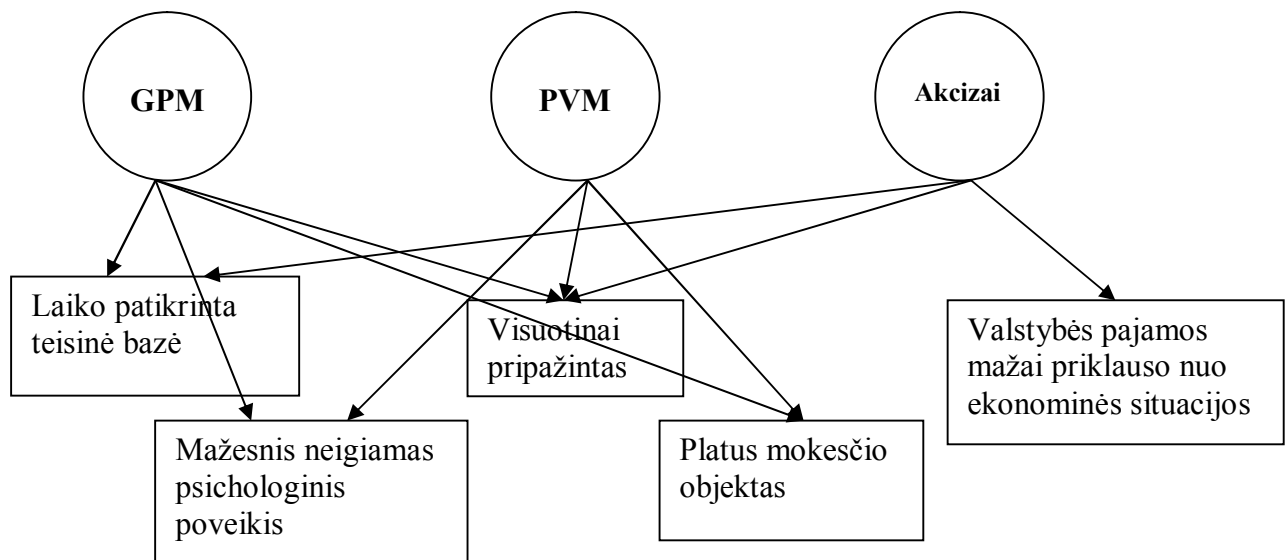 GPM
PVM
Akcizai
Laiko patikrinta
teisinė bazė
Visuotinai
pripažintas
Valstybės pajamos
mažai priklauso nuo
ekonominės situacijos
Mažesnis neigiamas
psichologinis
poveikis
Platus mokesčio
objektas